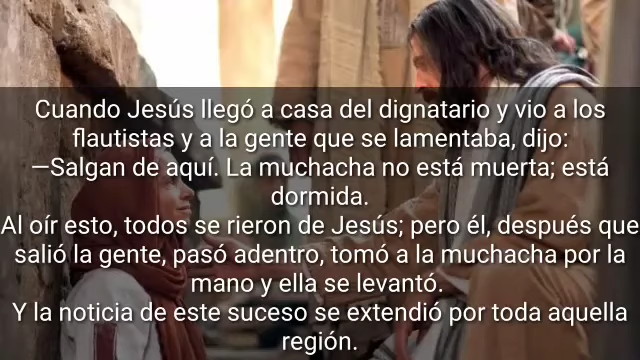 Cuando Jesús llegó a casa del dignatario y vio a los
flautistas y a la gente que se lamentaba, dijo:
—Salgan de aquí. La muchacha no está muerta; está
dormida.
Al oír esto, todos se rieron de Jesús; pero él, después que
salió la gente, pasó adentro, tomó a la muchacha por la
mano y ella se levantó.
Y la noticia de este suceso se extendió por toda aquella
región.